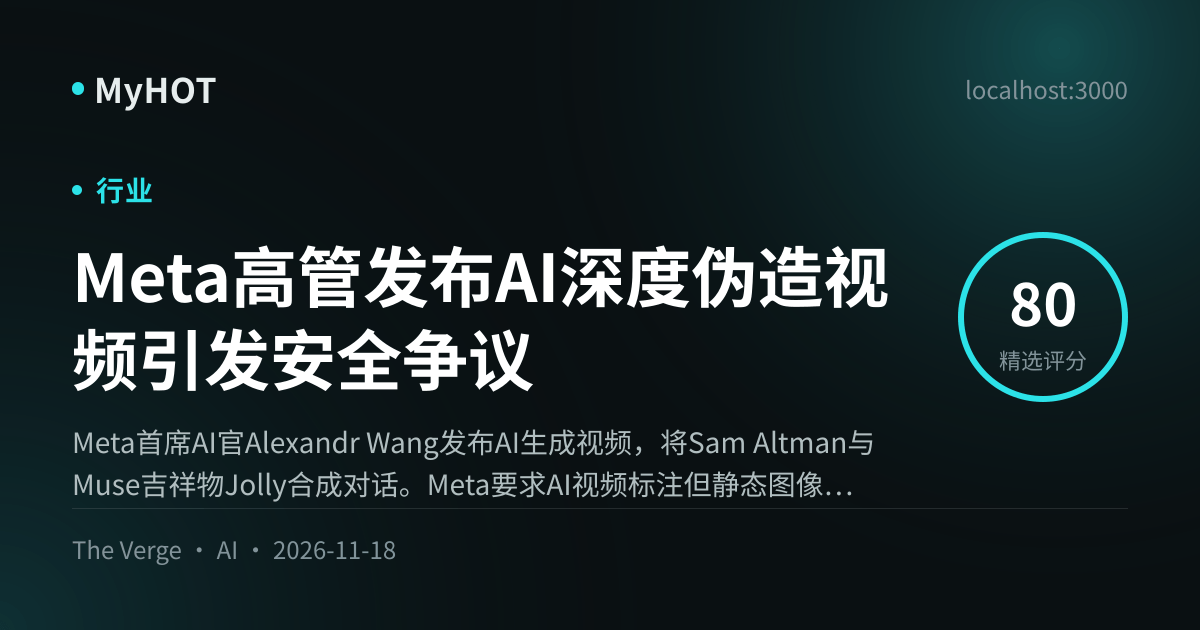 MyHOT
localhost:3000
行业
Meta高管发布AI深度伪造视
频引发安全争议
80
精选评分
Meta首席AI官Alexandr Wang发布AI生成视频，将Sam Altman与
Muse吉祥物Jolly合成对话。Meta要求AI视频标注但静态图像…
The Verge · AI · 2026-11-18